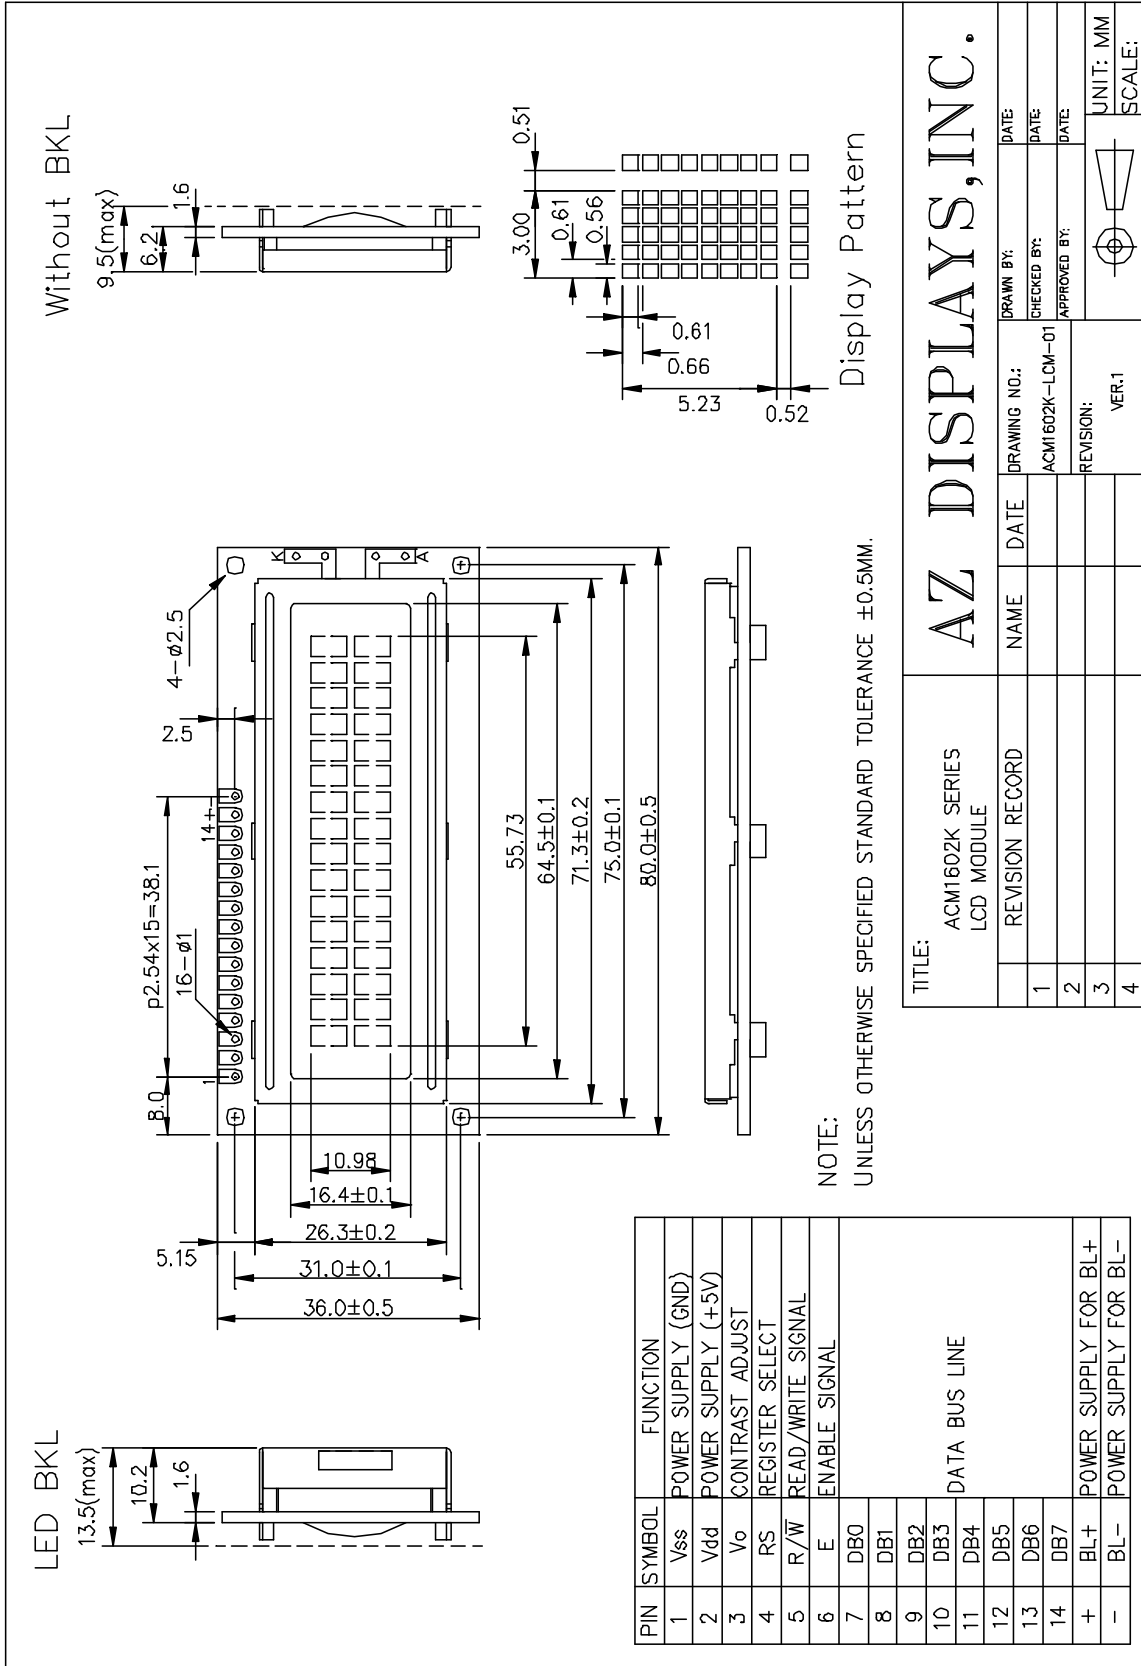 LED BKL
13.5(max)
10.2
1.6
Without BKL
9.5(max)
6.2
1.6
8.0
p2.54x15=38.1
16-ø1
2.5
4-ø2.5
1
14+-
K
A
5.15
10.98
16.4±0.1
26.3±0.2
31.0±0.1
36.0±0.5
55.73
64.5±0.1
71.3±0.2
75.0±0.1
80.0±0.5
3.00
0.51
0.61
0.56
0.61
0.66
5.23
0.52
Display Pattern
NOTE:
UNLESS OTHERWISE SPECIFIED STANDARD TOLERANCE ±0.5MM.
PIN SYMBOL FUNCTION
1 Vss POWER SUPPLY (GND)
2 Vdd POWER SUPPLY (+5V)
3 Vo CONTRAST ADJUST
4 RS REGISTER SELECT
5 R/W̅ READ/WRITE SIGNAL
6 E ENABLE SIGNAL
7 DB0
8 DB1
9 DB2
10 DB3
DATA BUS LINE
11 DB4
12 DB5
13 DB6
14 DB7
+ BL+ POWER SUPPLY FOR BL+
- BL- POWER SUPPLY FOR BL-
TITLE:
ACM1602K SERIES
LCD MODULE
AZ DISPLAYS,INC.
REVISION RECORD NAME DATE
1
2
3
4
DRAWING NO.:
ACM1602K-LCM-01
REVISION:
VER.1
DRAWN BY: DATE:
CHECKED BY: DATE:
APPROVED BY: DATE:
UNIT: MM
SCALE: